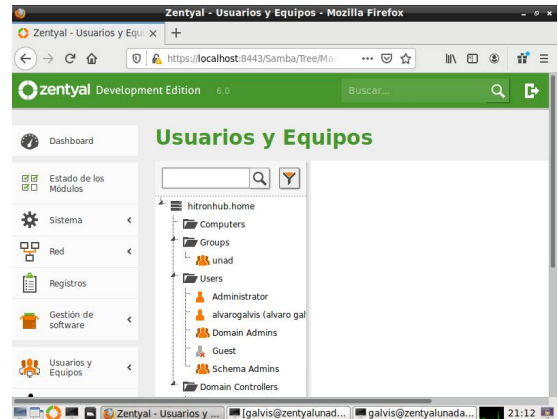 Zentyal - Usuarios y Equipos - Mozilla Firefox
Zentyal - Usuarios y Equi
https://localhost:8443/Samba/Tree/Ma
zentyal Development Edition 6.0
Buscar...
Dashboard
Estado de los
Módulos
Sistema
Red
Registros
Gestión de
software
Usuarios y
Equipos
Usuarios y Equipos
hitronhub.home
Computers
Groups
unad
Users
Administrator
alvarogalvis (alvaro gal
Domain Admins
Guest
Schema Admins
Domain Controllers
Zentyal - Usuarios y ...
[galvis@zentyalunad...
galvis@zentyalunada...
21:12